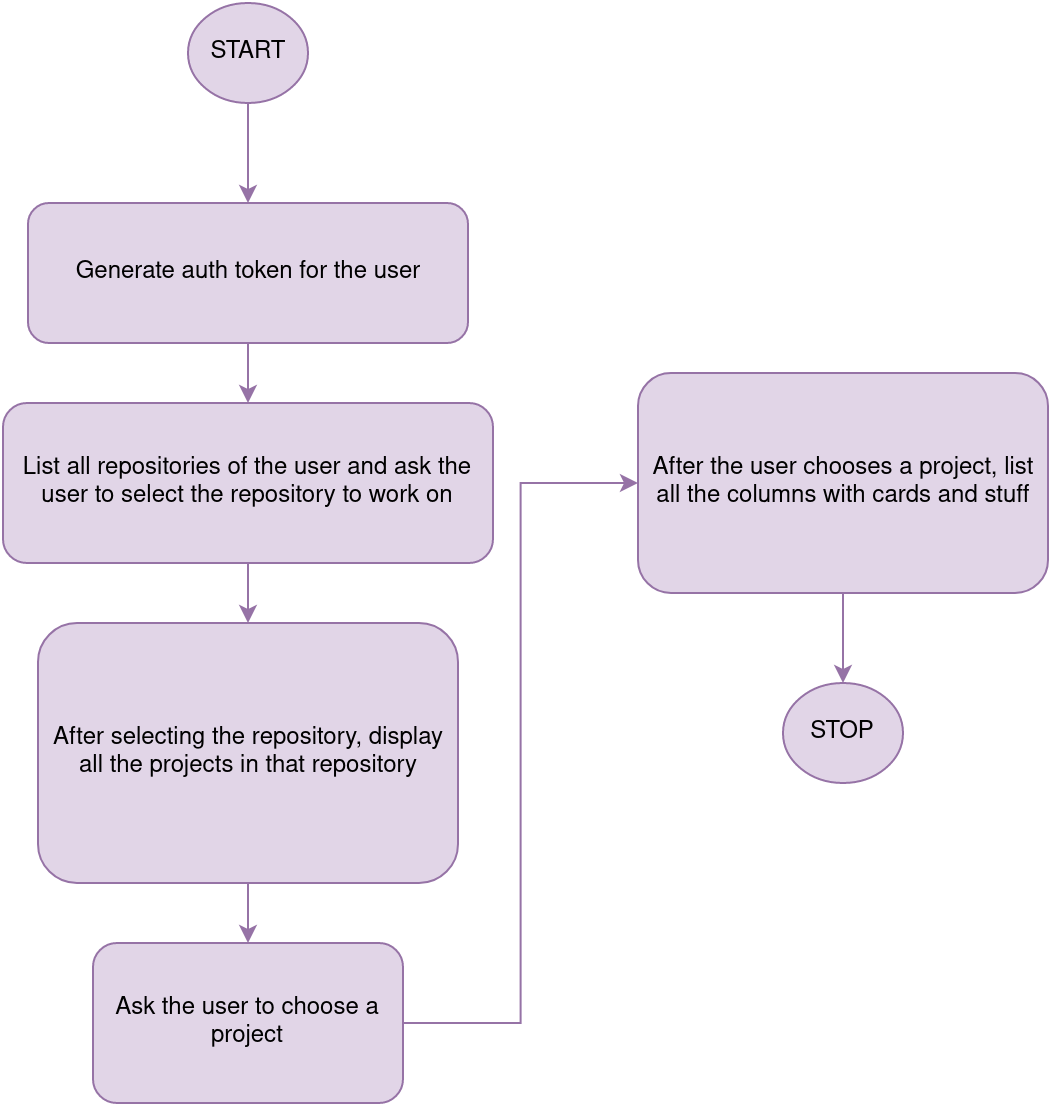 START
Generate auth token for the user
List all repositories of the user and ask the
user to select the repository to work on
After selecting the repository, display
all the projects in that repository
Ask the user to choose a
project
After the user chooses a project, list
all the columns with cards and stuff
STOP